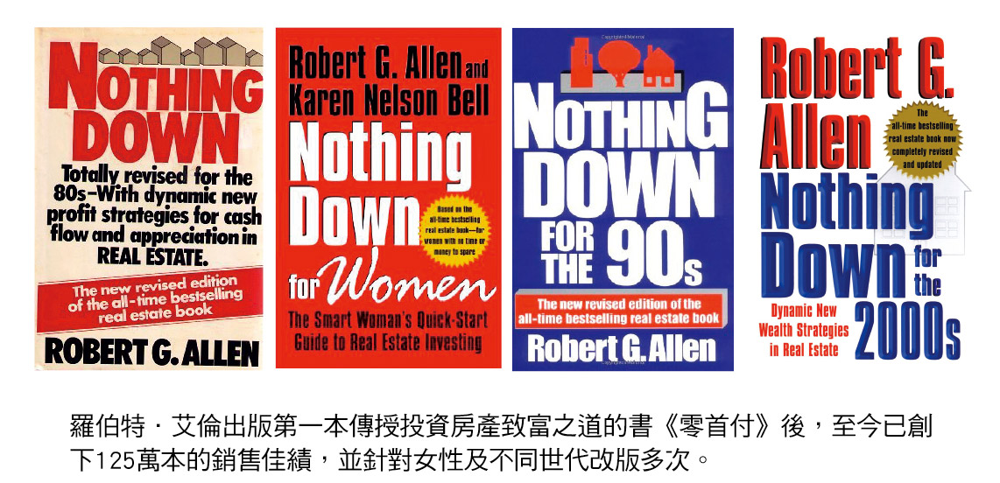 NOTHING
DOWN
Totally revised for the
80s–With dynamic new
profit strategies for cash
flow and appreciation in
REAL ESTATE.
The new revised edition
of the all-time bestselling
real estate book
ROBERT G. ALLEN
Robert G. Allen and
Karen Nelson Bell
Nothing
Down
Based on the
all-time bestselling
real estate book—for
women with no time or
money to spare
for Women
The Smart Woman's Quick-Start
Guide to Real Estate Investing
Copyrighted Material
NOTHING
DOWN
FOR
THE 90s
The new revised edition of the
all-time bestselling real estate book
Robert G. Allen
Copyrighted Material
Robert G.
Allen
The
all-time bestselling
real estate book now
completely revised
and updated
Nothing
Down for
the
2000s
Dynamic New
Wealth Strategies
in Real Estate
羅伯特．艾倫出版第一本傳授投資房產致富之道的書《零首付》後，至今已創
下125萬本的銷售佳績，並針對女性及不同世代改版多次。